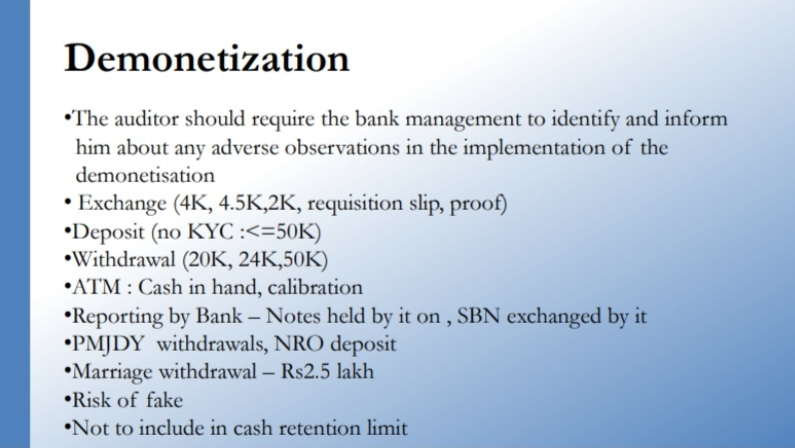 Demonetization
•The auditor should require the bank management to identify and inform
him about any adverse observations in the implementation of the
demonetisation
• Exchange (4K, 4.5K,2K, requisition slip, proof)
•Deposit (no KYC :<=50K)
•Withdrawal (20K, 24K,50K)
•ATM : Cash in hand, calibration
•Reporting by Bank – Notes held by it on , SBN exchanged by it
•PMJDY  withdrawals, NRO deposit
•Marriage withdrawal – Rs2.5 lakh
•Risk of fake
•Not to include in cash retention limit